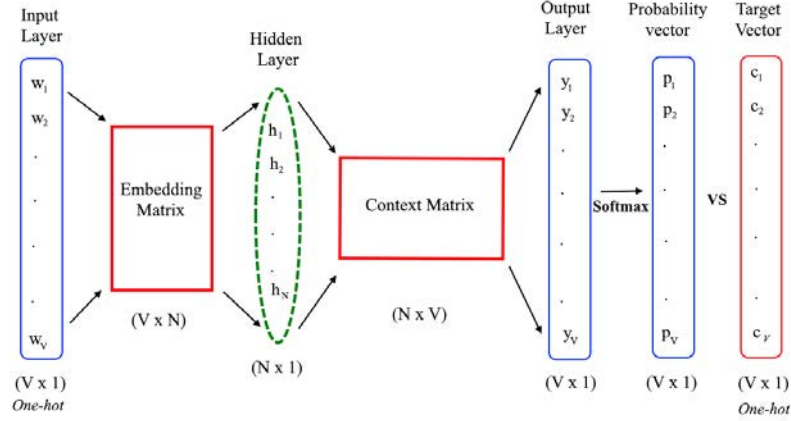 Input
Layer
w1
w2
.
.
.
.
wV
(V x 1)
One-hot
Embedding
Matrix
(V x N)
Hidden
Layer
h1
h2
.
.
.
hN
(N x 1)
Context Matrix
(N x V)
Output
Layer
y1
y2
.
.
.
.
yV
(V x 1)
Softmax
Probability
vector
p1
p2
.
.
.
.
pV
(V x 1)
VS
Target
Vector
c1
c2
.
.
.
.
cV
(V x 1)
One-hot